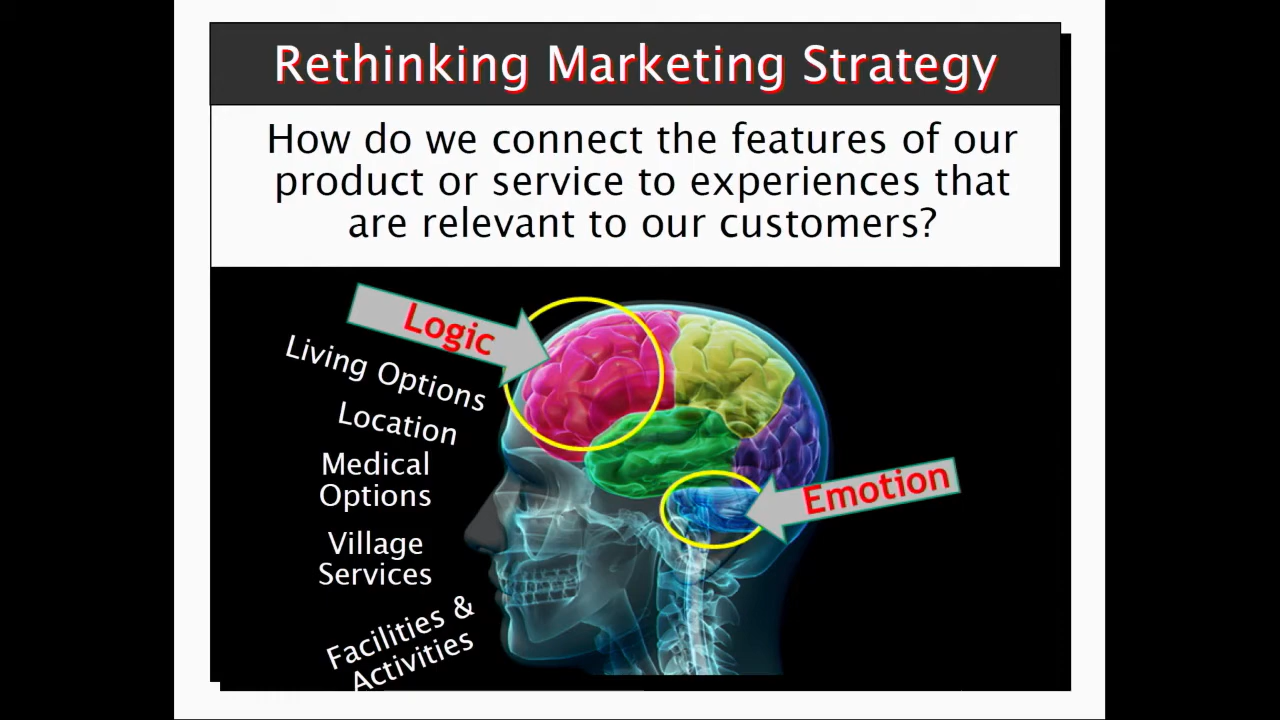 Rethinking Marketing Strategy
How do we connect the features of our
product or service to experiences that
are relevant to our customers?
Logic
Living Options
Location
Medical
Options
Village
Services
Facilities &
Activities
Emotion